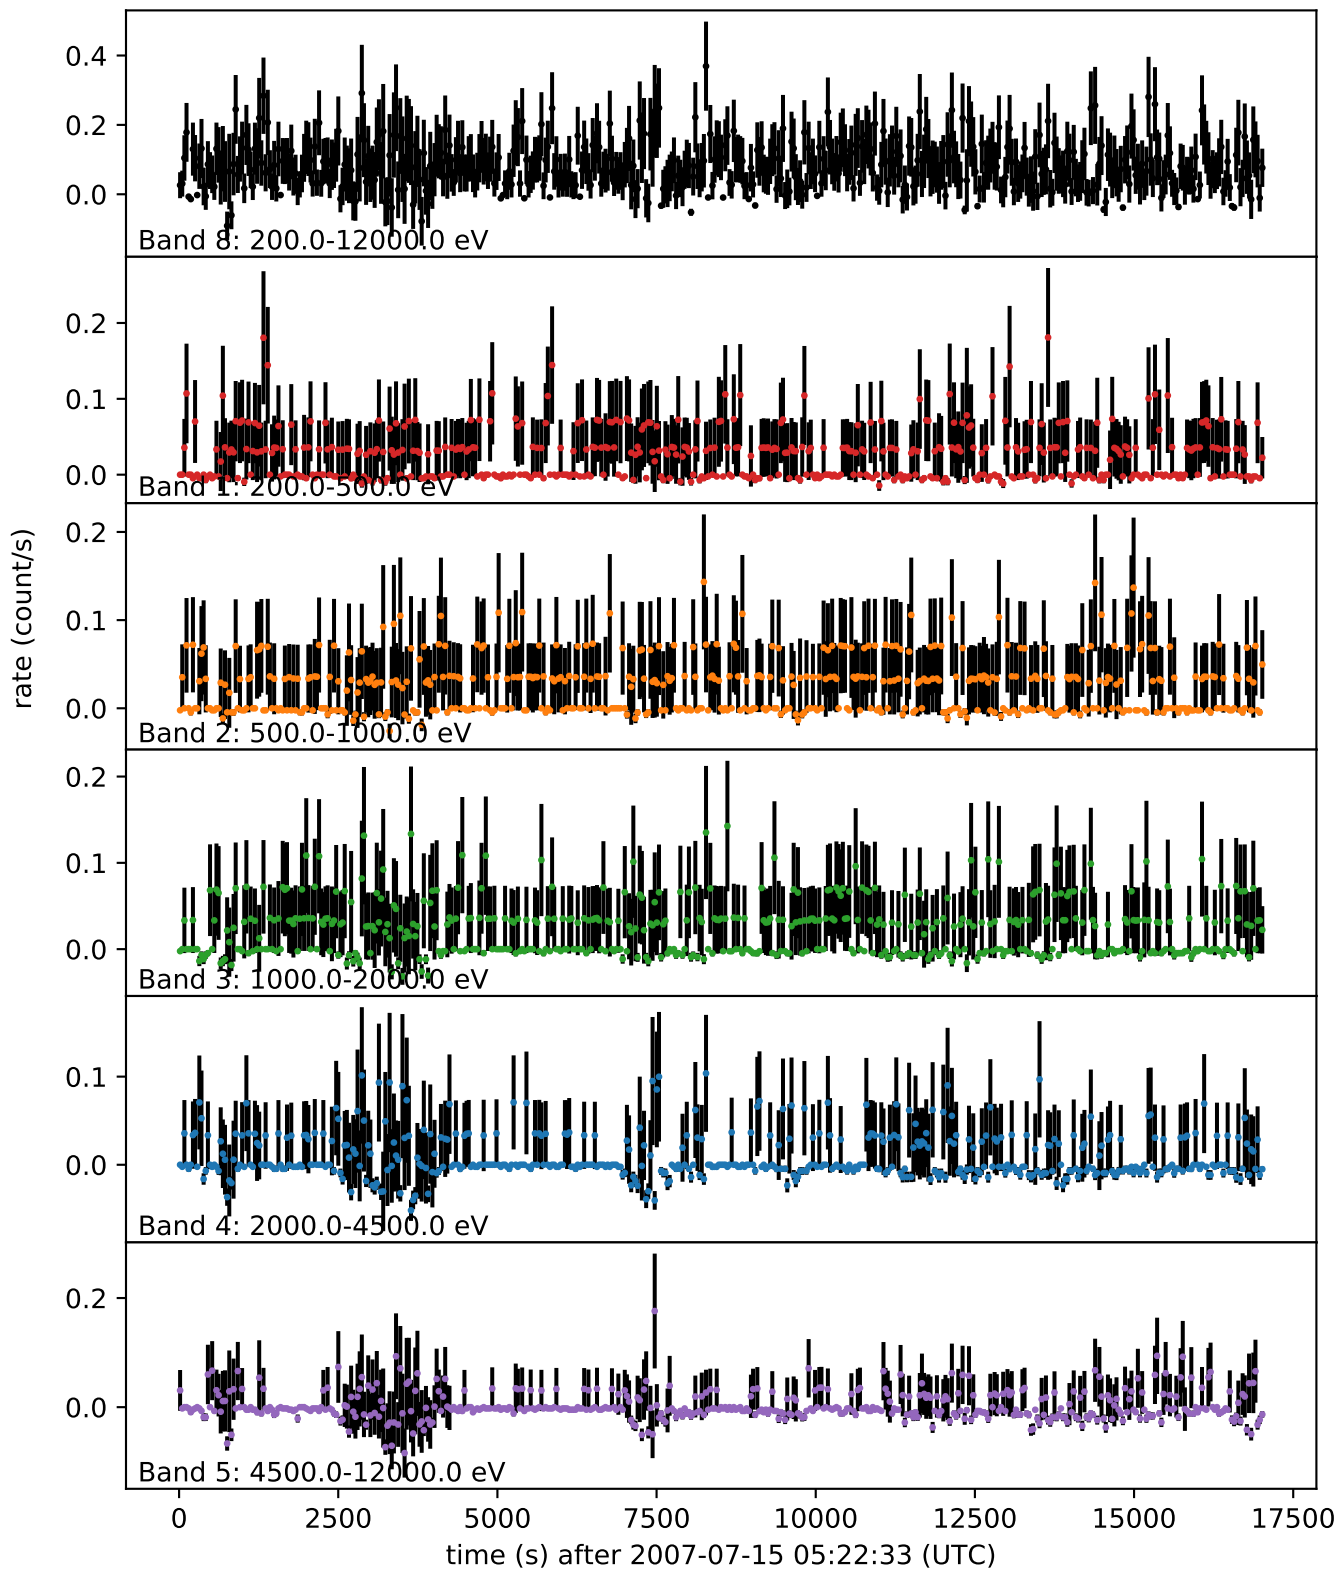 0.4
0.2
0.0
Band 8: 200.0-12000.0 eV
0.2
0.1
0.0
Band 1: 200.0-500.0 eV
0.2
0.1
0.0
Band 2: 500.0-1000.0 eV
rate (count/s)
0.2
0.1
0.0
Band 3: 1000.0-2000.0 eV
0.1
0.0
Band 4: 2000.0-4500.0 eV
0.2
0.0
Band 5: 4500.0-12000.0 eV
0 2500 5000 7500 10000 12500 15000 17500
time (s) after 2007-07-15 05:22:33 (UTC)